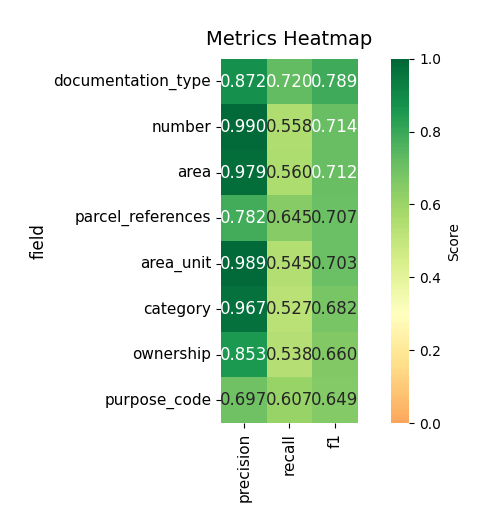 Metrics Heatmap
documentation_type 0.872 0.720 0.789
number 0.990 0.558 0.714
area 0.979 0.560 0.712
parcel_references 0.782 0.645 0.707
area_unit 0.989 0.545 0.703
category 0.967 0.527 0.682
ownership 0.853 0.538 0.660
purpose_code 0.697 0.607 0.649
field
precision
recall
f1
1.0
0.8
0.6
0.4
0.2
0.0
Score